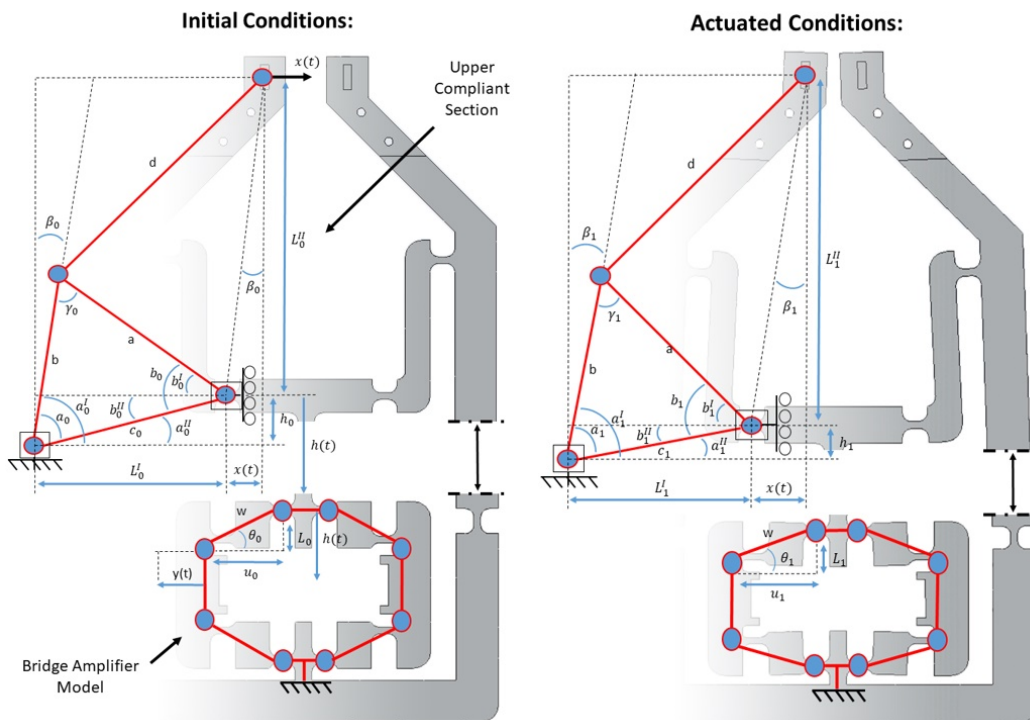 Initial Conditions:
Actuated Conditions:
x(t)
Upper
Compliant
Section
d
L₀ᴵᴵ
β₀
β₀
γ₀
a
b
b₀
b₀ᴵ
b₀ᴵᴵ
a₀
a₀ᴵ
a₀ᴵᴵ
c₀
h₀
h(t)
L₀ᴵ
x(t)
w
θ₀
L₀
h(t)
u₀
y(t)
Bridge Amplifier
Model
d
β₁
L₁ᴵᴵ
β₁
γ₁
a
b
b₁
b₁ᴵ
b₁ᴵᴵ
a₁
a₁ᴵ
a₁ᴵᴵ
c₁
h₁
L₁ᴵ
x(t)
w
θ₁
L₁
u₁